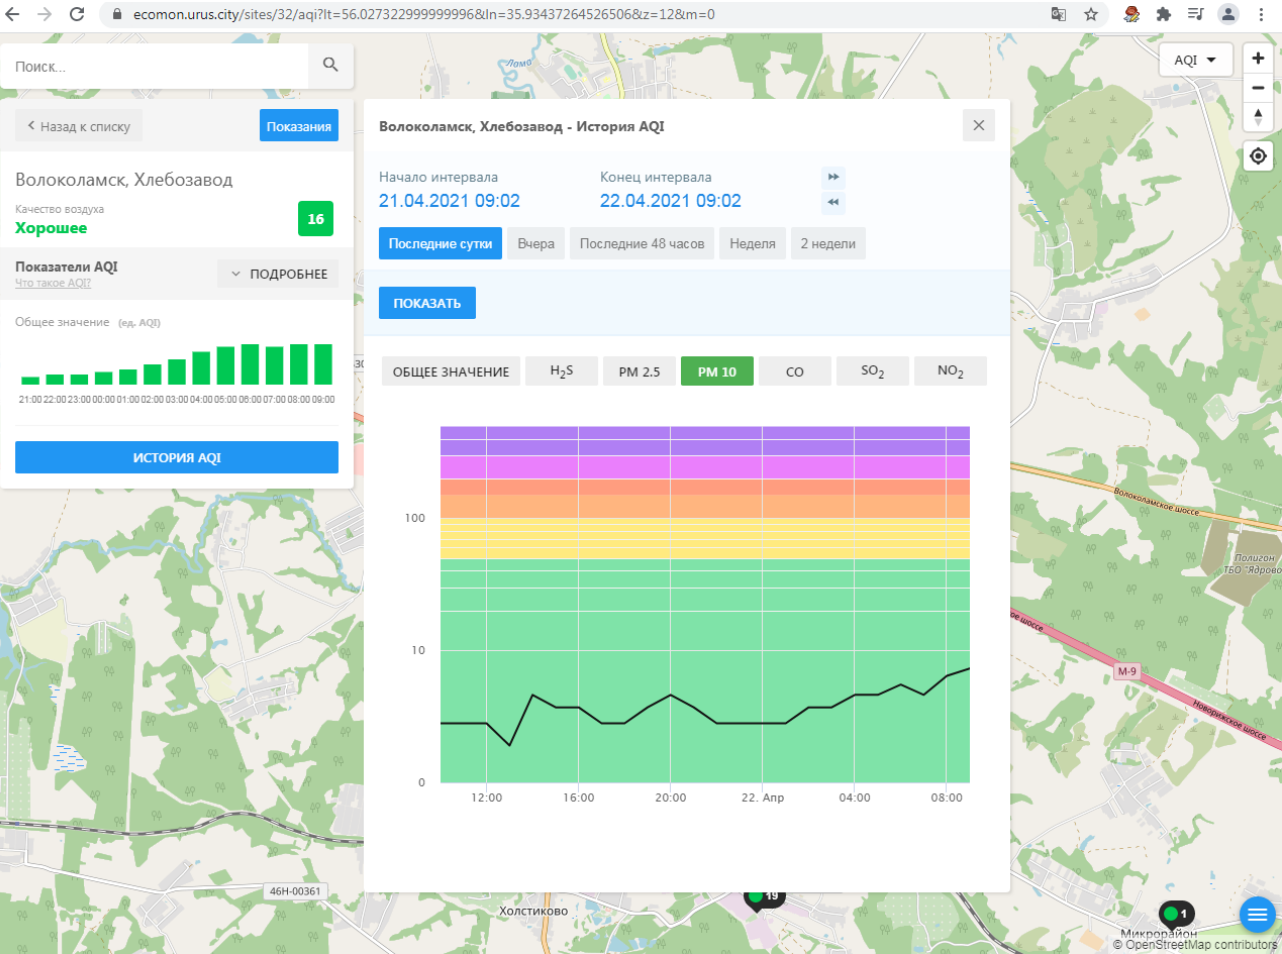 ecomon.urus.city/sites/32/aqi?lt=56.027322999999996&ln=35.93437264526506&z=12&m=0
Поиск...
Лама
AQI
Назад к списку
Показания
Волоколамск, Хлебозавод
Качество воздуха
Хорошее
16
Показатели AQI
Что такое AQI?
ПОДРОБНЕЕ
Общее значение (ед. AQI)
21:00 22:00 23:00 00:00 01:00 02:00 03:00 04:00 05:00 06:00 07:00 08:00 09:00
ИСТОРИЯ AQI
Волоколамск, Хлебозавод - История AQI
Начало интервала
21.04.2021 09:02
Конец интервала
22.04.2021 09:02
Последние сутки
Вчера
Последние 48 часов
Неделя
2 недели
ПОКАЗАТЬ
ОБЩЕЕ ЗНАЧЕНИЕ
H2S
PM 2.5
PM 10
CO
SO2
NO2
100
10
0
12:00
16:00
20:00
22. Апр
04:00
08:00
Волоколамское шоссе
Полигон
ТБО "Ядрово
шоссе
М-9
Новорижское шоссе
46Н-00361
Холстиково
19
1
Микрорайон
© OpenStreetMap contributors